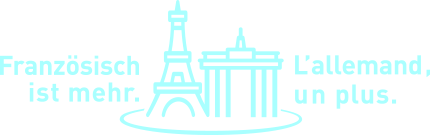 Französisch
ist mehr.
L'allemand,
un plus.